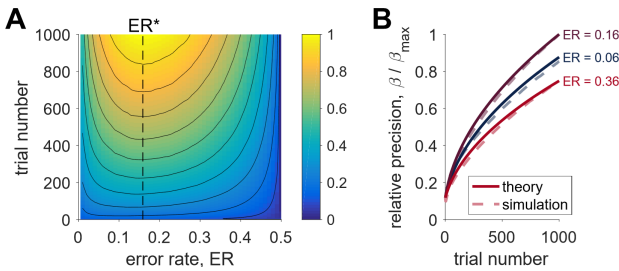 A
ER*
trial number
1000
800
600
400
200
0
0
0.1
0.2
0.3
0.4
0.5
error rate, ER
1
0.8
0.6
0.4
0.2
0
B
relative precision, β / βmax
1
0.8
0.6
0.4
0.2
0
0
500
1000
trial number
ER = 0.16
ER = 0.06
ER = 0.36
theory
simulation